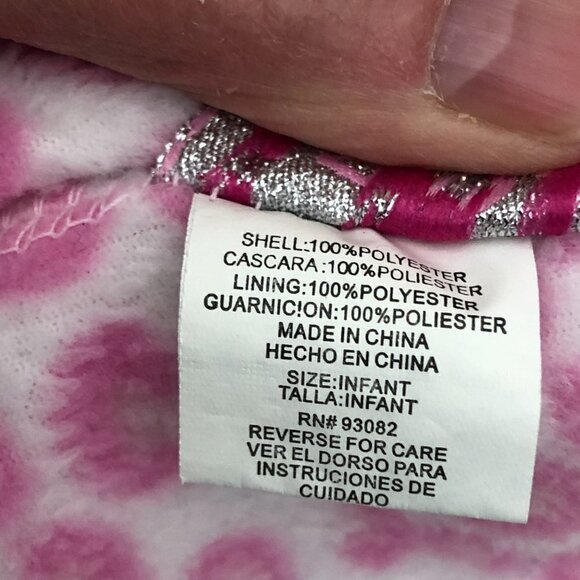 SHELL:100%POLYESTER
CASCARA:100%POLIESTER
LINING:100%POLYESTER
GUARNICION:100%POLIESTER
MADE IN CHINA
HECHO EN CHINA
SIZE:INFANT
TALLA:INFANT
RN# 93082
REVERSE FOR CARE
VER EL DORSO PARA
INSTRUCIONES DE
CUIDADO